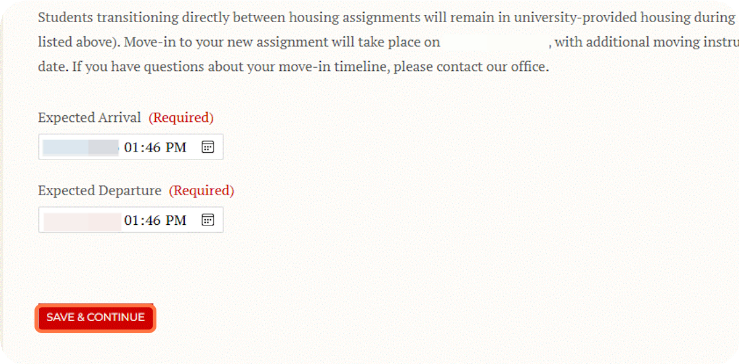 Students transitioning directly between housing assignments will remain in university-provided housing during
listed above). Move-in to your new assignment will take place on , with additional moving instru
date. If you have questions about your move-in timeline, please contact our office.
Expected Arrival (Required)
01:46 PM
Expected Departure (Required)
01:46 PM
SAVE & CONTINUE